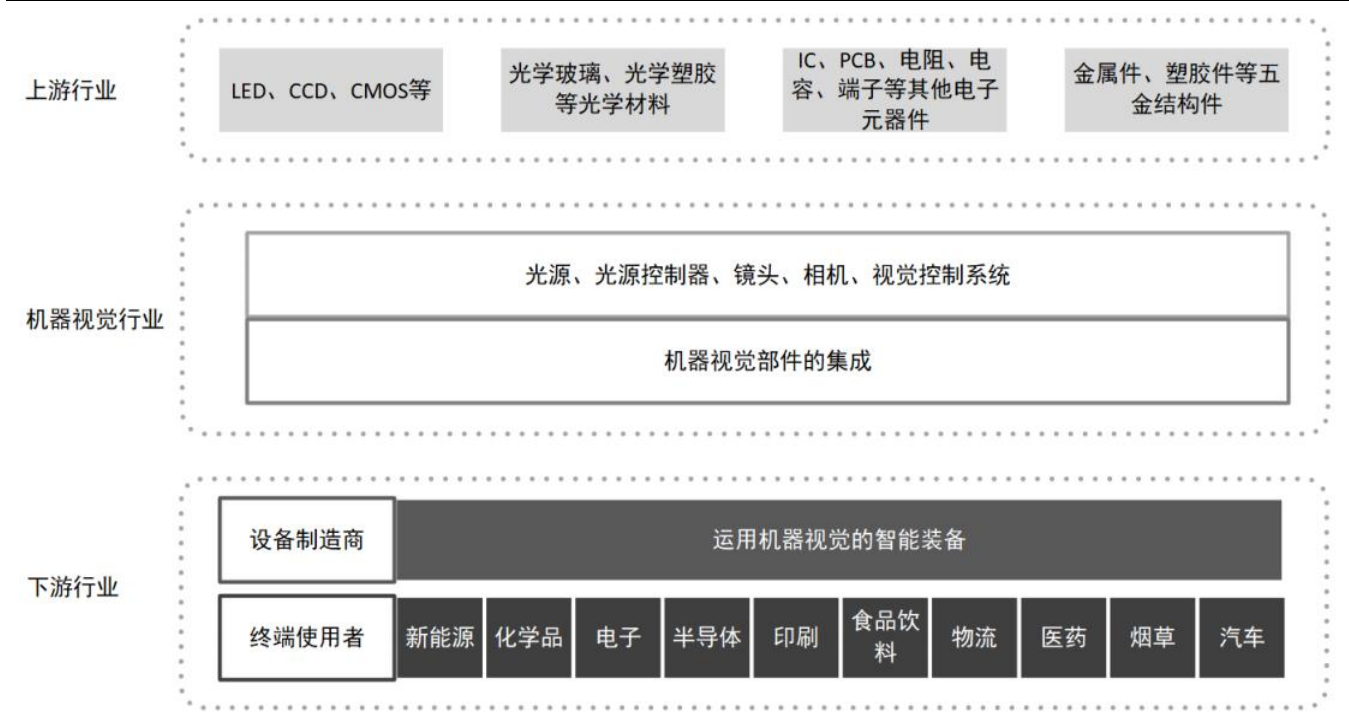 上游行业
LED、CCD、CMOS等
光学玻璃、光学塑胶
等光学材料
IC、PCB、电阻、电
容、端子等其他电子
元器件
金属件、塑胶件等五
金结构件
机器视觉行业
光源、光源控制器、镜头、相机、视觉控制系统
机器视觉部件的集成
下游行业
设备制造商
运用机器视觉的智能装备
终端使用者
新能源
化学品
电子
半导体
印刷
食品饮
料
物流
医药
烟草
汽车